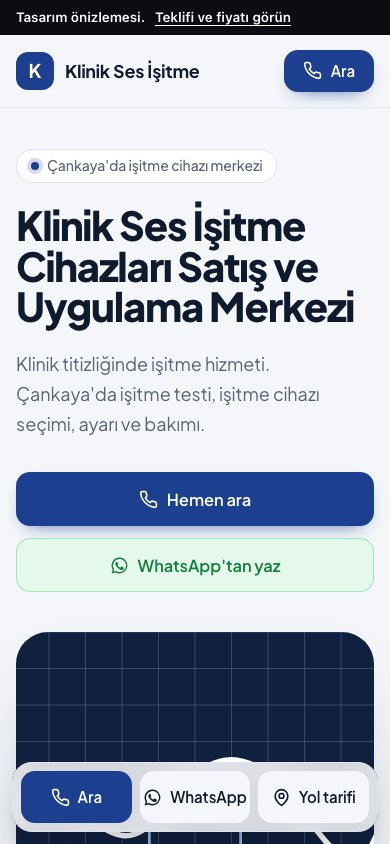 Tasarım önizlemesi. Teklifi ve fiyatı görün
K Klinik Ses İşitme Ara
Çankaya'da işitme cihazı merkezi
Klinik Ses İşitme
Cihazları Satış ve
Uygulama Merkezi
Klinik titizliğinde işitme hizmeti.
Çankaya'da işitme testi, işitme cihazı
seçimi, ayarı ve bakımı.
Hemen ara
WhatsApp'tan yaz
Ara WhatsApp Yol tarifi